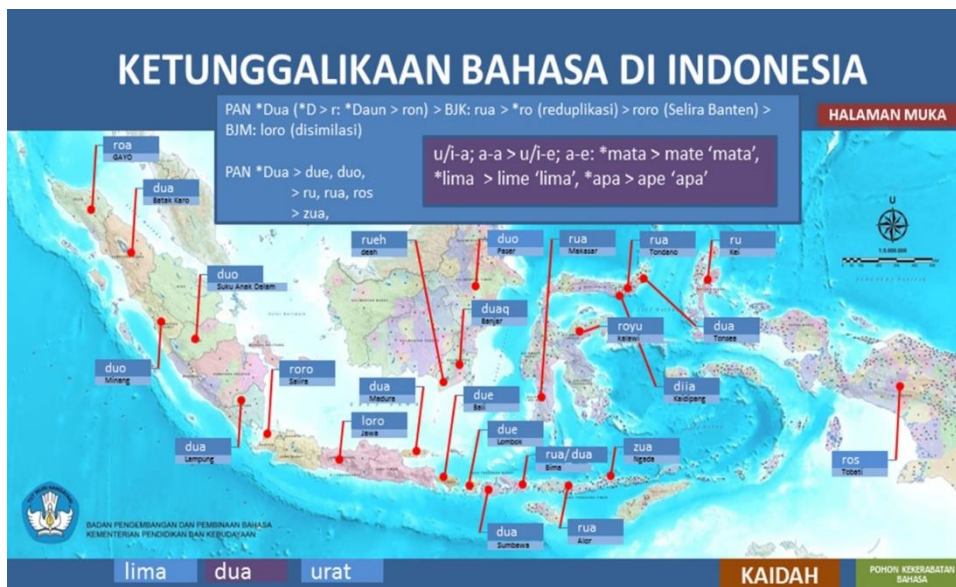 KETUNGGALIKAAN BAHASA DI INDONESIA
PAN *Dua (*D > r: *Daun > ron) > BJK: rua > *ro (reduplikasi) > roro (Selira Banten) >
BJM: loro (disimilasi)
PAN *Dua > due, duo,
> ru, rua, ros
> zua,
u/i-a; a-a > u/i-e; a-e: *mata > mate ‘mata’,
*lima > lime ‘lima’, *apa > ape ‘apa’
HALAMAN MUKA
roa
GAYO
dua
Batak Karo
duo
Suku Anak Dalam
duo
Minang
dua
Lampung
roro
Selira
loro
Jawa
dua
Madura
rueh
deah
duo
Paser
duaq
Banjar
due
Bali
due
Lombok
dua
Sumbawa
rua/dua
Bima
rua
Alor
zua
Ngada
rua
Makasar
rua
Tondano
ru
Kei
royu
Kalawi
dua
Tonsea
diia
Kaidipang
ros
Tobati
U
BADAN PENGEMBANGAN DAN PEMBINAAN BAHASA
KEMENTERIAN PENDIDIKAN DAN KEBUDAYAAN
lima
dua
urat
KAIDAH
POHON KEKERABATAN
BAHASA